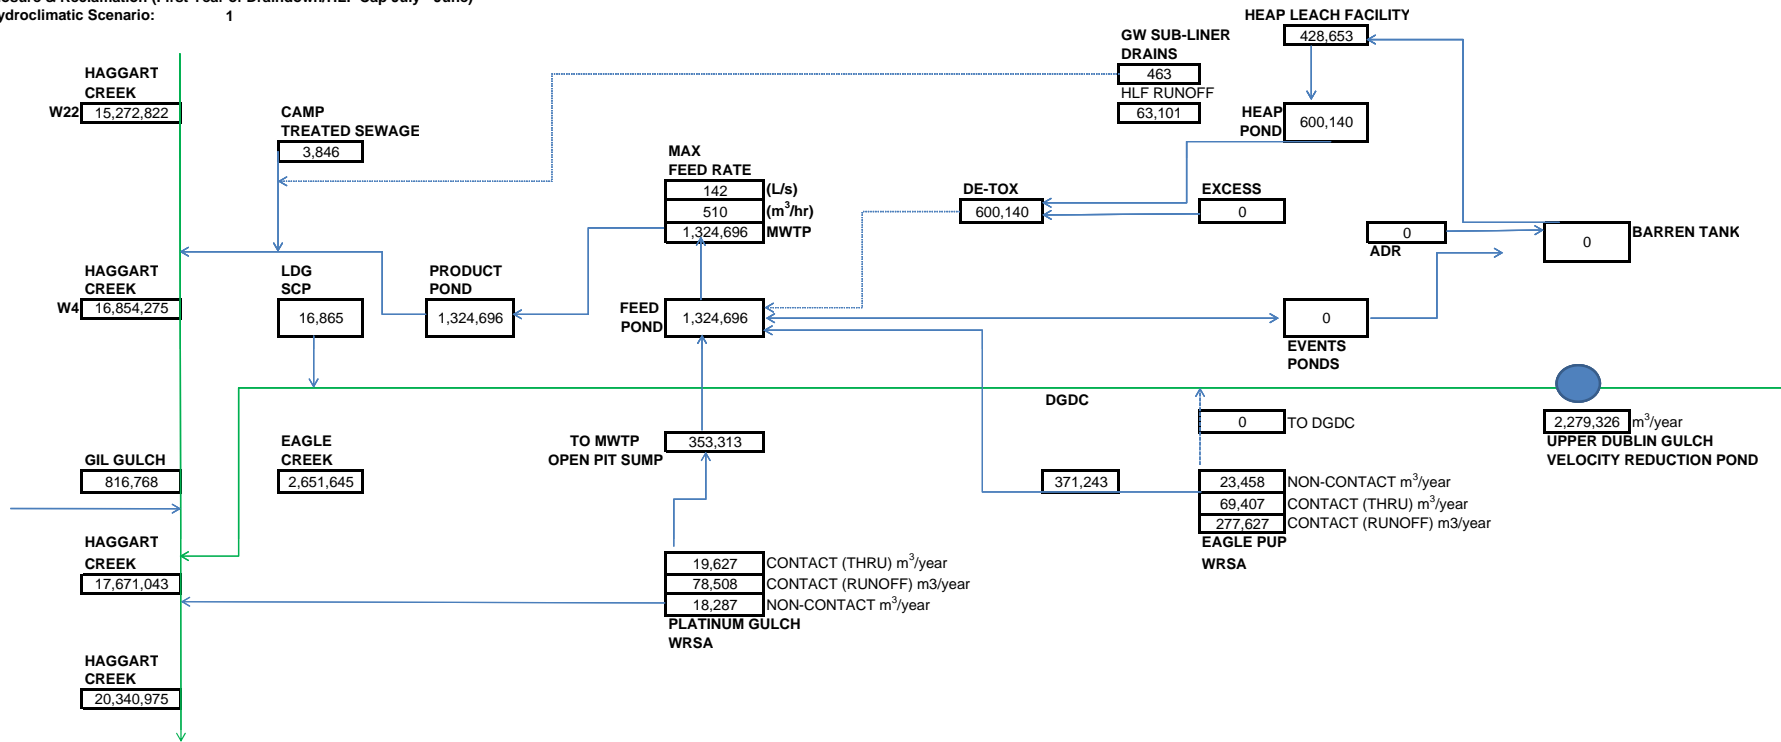 Hydroclimatic Scenario: 1
HEAP LEACH FACILITY
428,653
GW SUB-LINER
DRAINS
463
HLF RUNOFF
63,101
HEAP
POND
600,140
HAGGART
CREEK
W22 15,272,822
CAMP
TREATED SEWAGE
3,846
MAX
FEED RATE
142 (L/s)
510 (m³/hr)
1,324,696 MWTP
DE-TOX
600,140
EXCESS
0
0
ADR
0
BARREN TANK
HAGGART
CREEK
W4 16,854,275
LDG
SCP
16,865
PRODUCT
POND
1,324,696
FEED
POND
1,324,696
0
EVENTS
PONDS
DGDC
0 TO DGDC
2,279,326 m³/year
UPPER DUBLIN GULCH
VELOCITY REDUCTION POND
GIL GULCH
816,768
EAGLE
CREEK
2,651,645
TO MWTP
OPEN PIT SUMP
353,313
371,243
23,458 NON-CONTACT m³/year
69,407 CONTACT (THRU) m³/year
277,627 CONTACT (RUNOFF) m3/year
EAGLE PUP
WRSA
HAGGART
CREEK
17,671,043
19,627 CONTACT (THRU) m³/year
78,508 CONTACT (RUNOFF) m3/year
18,287 NON-CONTACT m³/year
PLATINUM GULCH
WRSA
HAGGART
CREEK
20,340,975